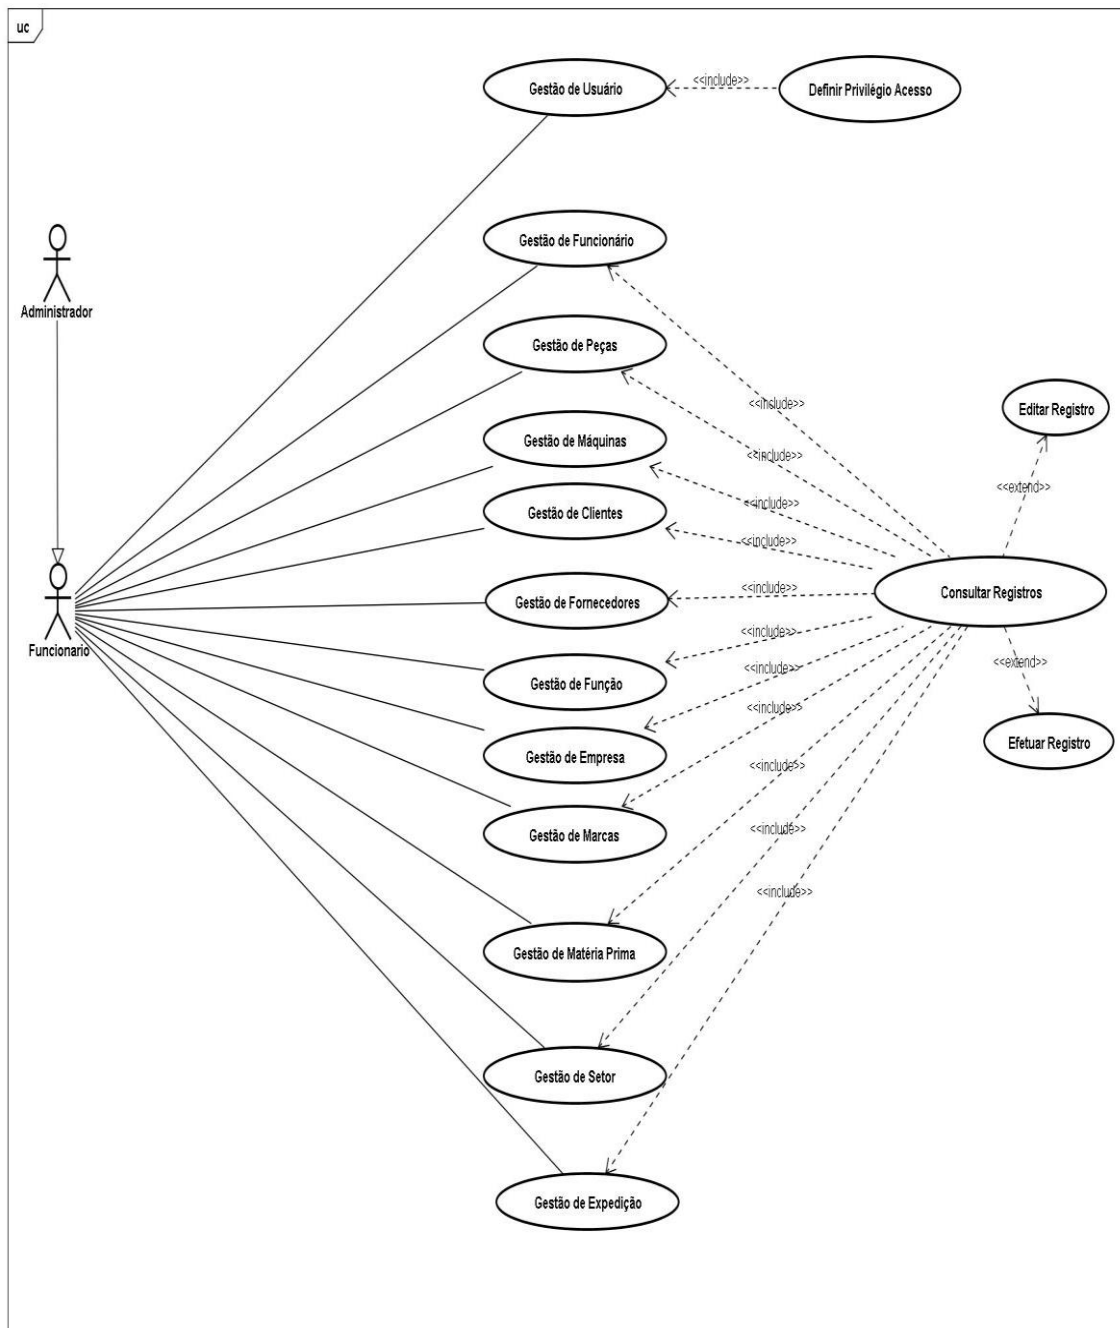 uc
Gestão de Usuário
<<include>>
Definir Privilégio Acesso
Gestão de Funcionário
Administrador
Gestão de Peças
<<include>>
Editar Registro
Gestão de Máquinas
<<include>>
<<extend>>
Gestão de Clientes
<<include>>
<<include>>
Funcionario
Gestão de Fornecedores
<<include>>
Consultar Registros
Gestão de Função
<<include>>
<<extend>>
Gestão de Empresa
<<include>>
Efetuar Registro
Gestão de Marcas
<<include>>
<<include>>
Gestão de Matéria Prima
<<include>>
<<include>>
Gestão de Setor
Gestão de Expedição